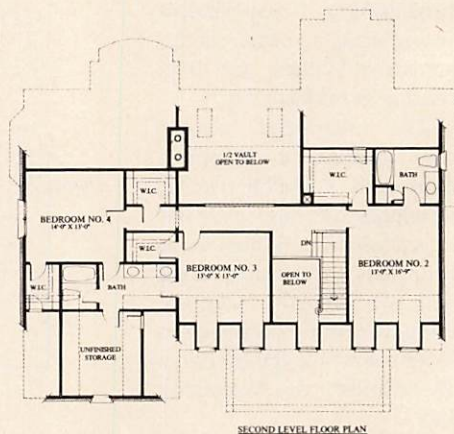 1/2 VAULT
OPEN TO BELOW
W.I.C.
BATH
W.I.C.
BEDROOM NO. 4
14'-0" X 13'-0"
W.I.C.
DN
BEDROOM NO. 3
13'-0" X 13'-0"
BEDROOM NO. 2
13'-0" X 16'-9"
OPEN TO
BELOW
W.I.C.
BATH
UNFINISHED
STORAGE
SECOND LEVEL FLOOR PLAN